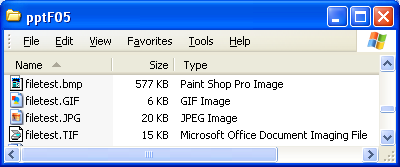 pptF05
File Edit View Favorites Tools Help
Name Size Type
filetest.bmp 577 KB Paint Shop Pro Image
filetest.GIF 6 KB GIF Image
filetest.JPG 20 KB JPEG Image
filetest.TIF 15 KB Microsoft Office Document Imaging File